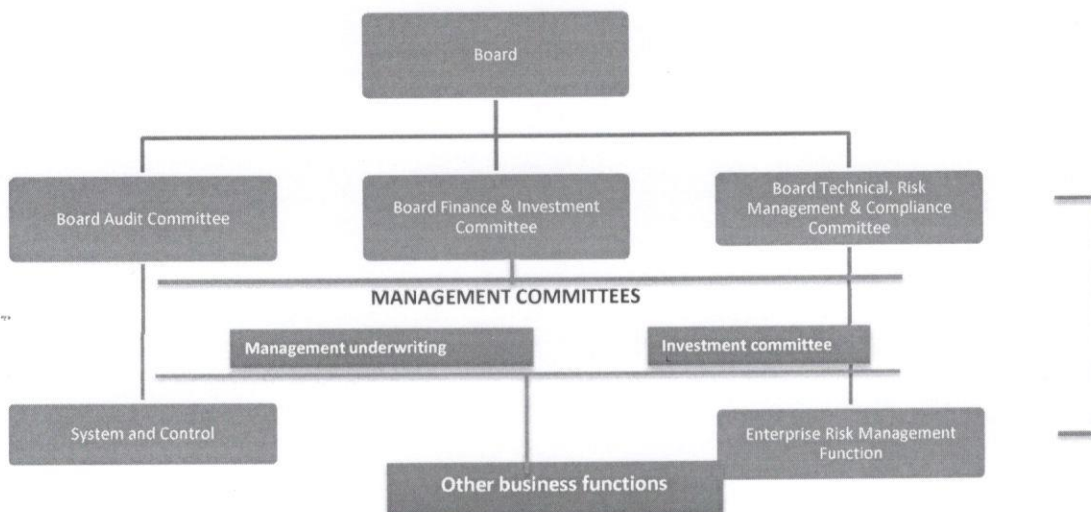 Board
Board Audit Committee
Board Finance & Investment
Committee
Board Technical, Risk
Management & Compliance
Committee
MANAGEMENT COMMITTEES
Management underwriting
Investment committee
System and Control
Enterprise Risk Management
Function
Other business functions